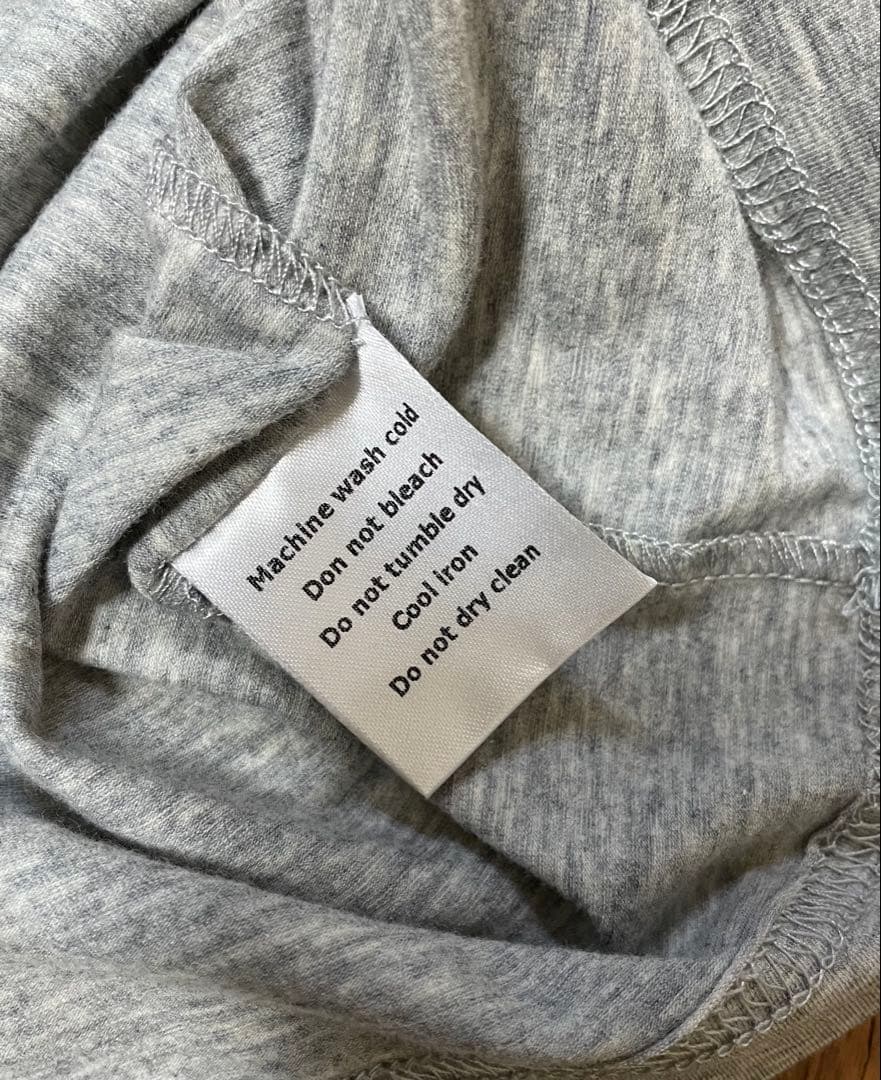 Machine wash cold
Don not bleach
Do not tumble dry
Cool iron
Do not dry clean